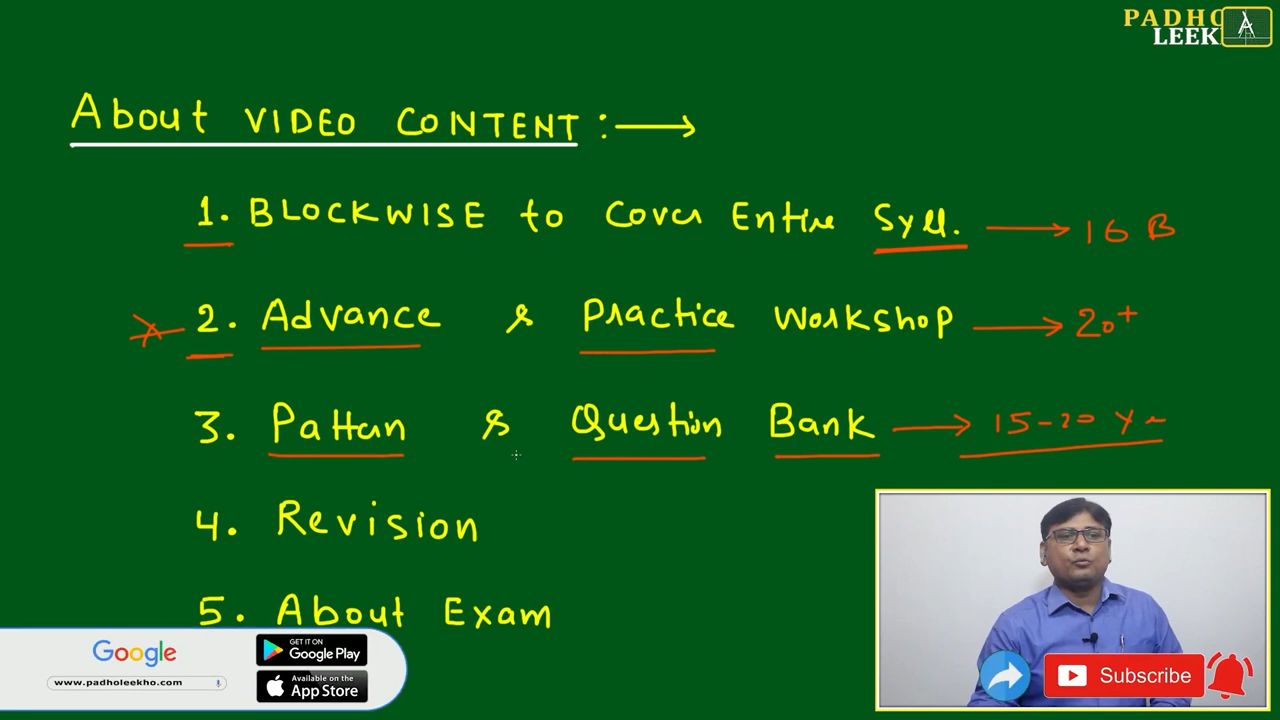 PADHO
LEEK
About VIDEO CONTENT :→
1. BLOCKWISE to Cover Entire Syll. → 16 B
2. Advance & Practice Workshop → 20+
3. Pattern & Question Bank → 15-20 Yr
4. Revision
5. About Exam
Google
www.padholeekho.com
GET IT ON
Google Play
Available on the
App Store
Subscribe